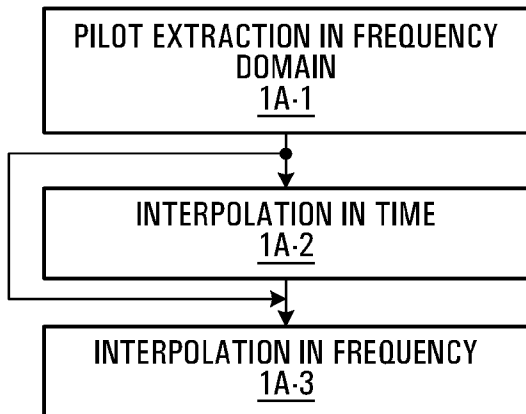 PILOT EXTRACTION IN FREQUENCY
DOMAIN
1A-1
INTERPOLATION IN TIME
1A-2
INTERPOLATION IN FREQUENCY
1A-3